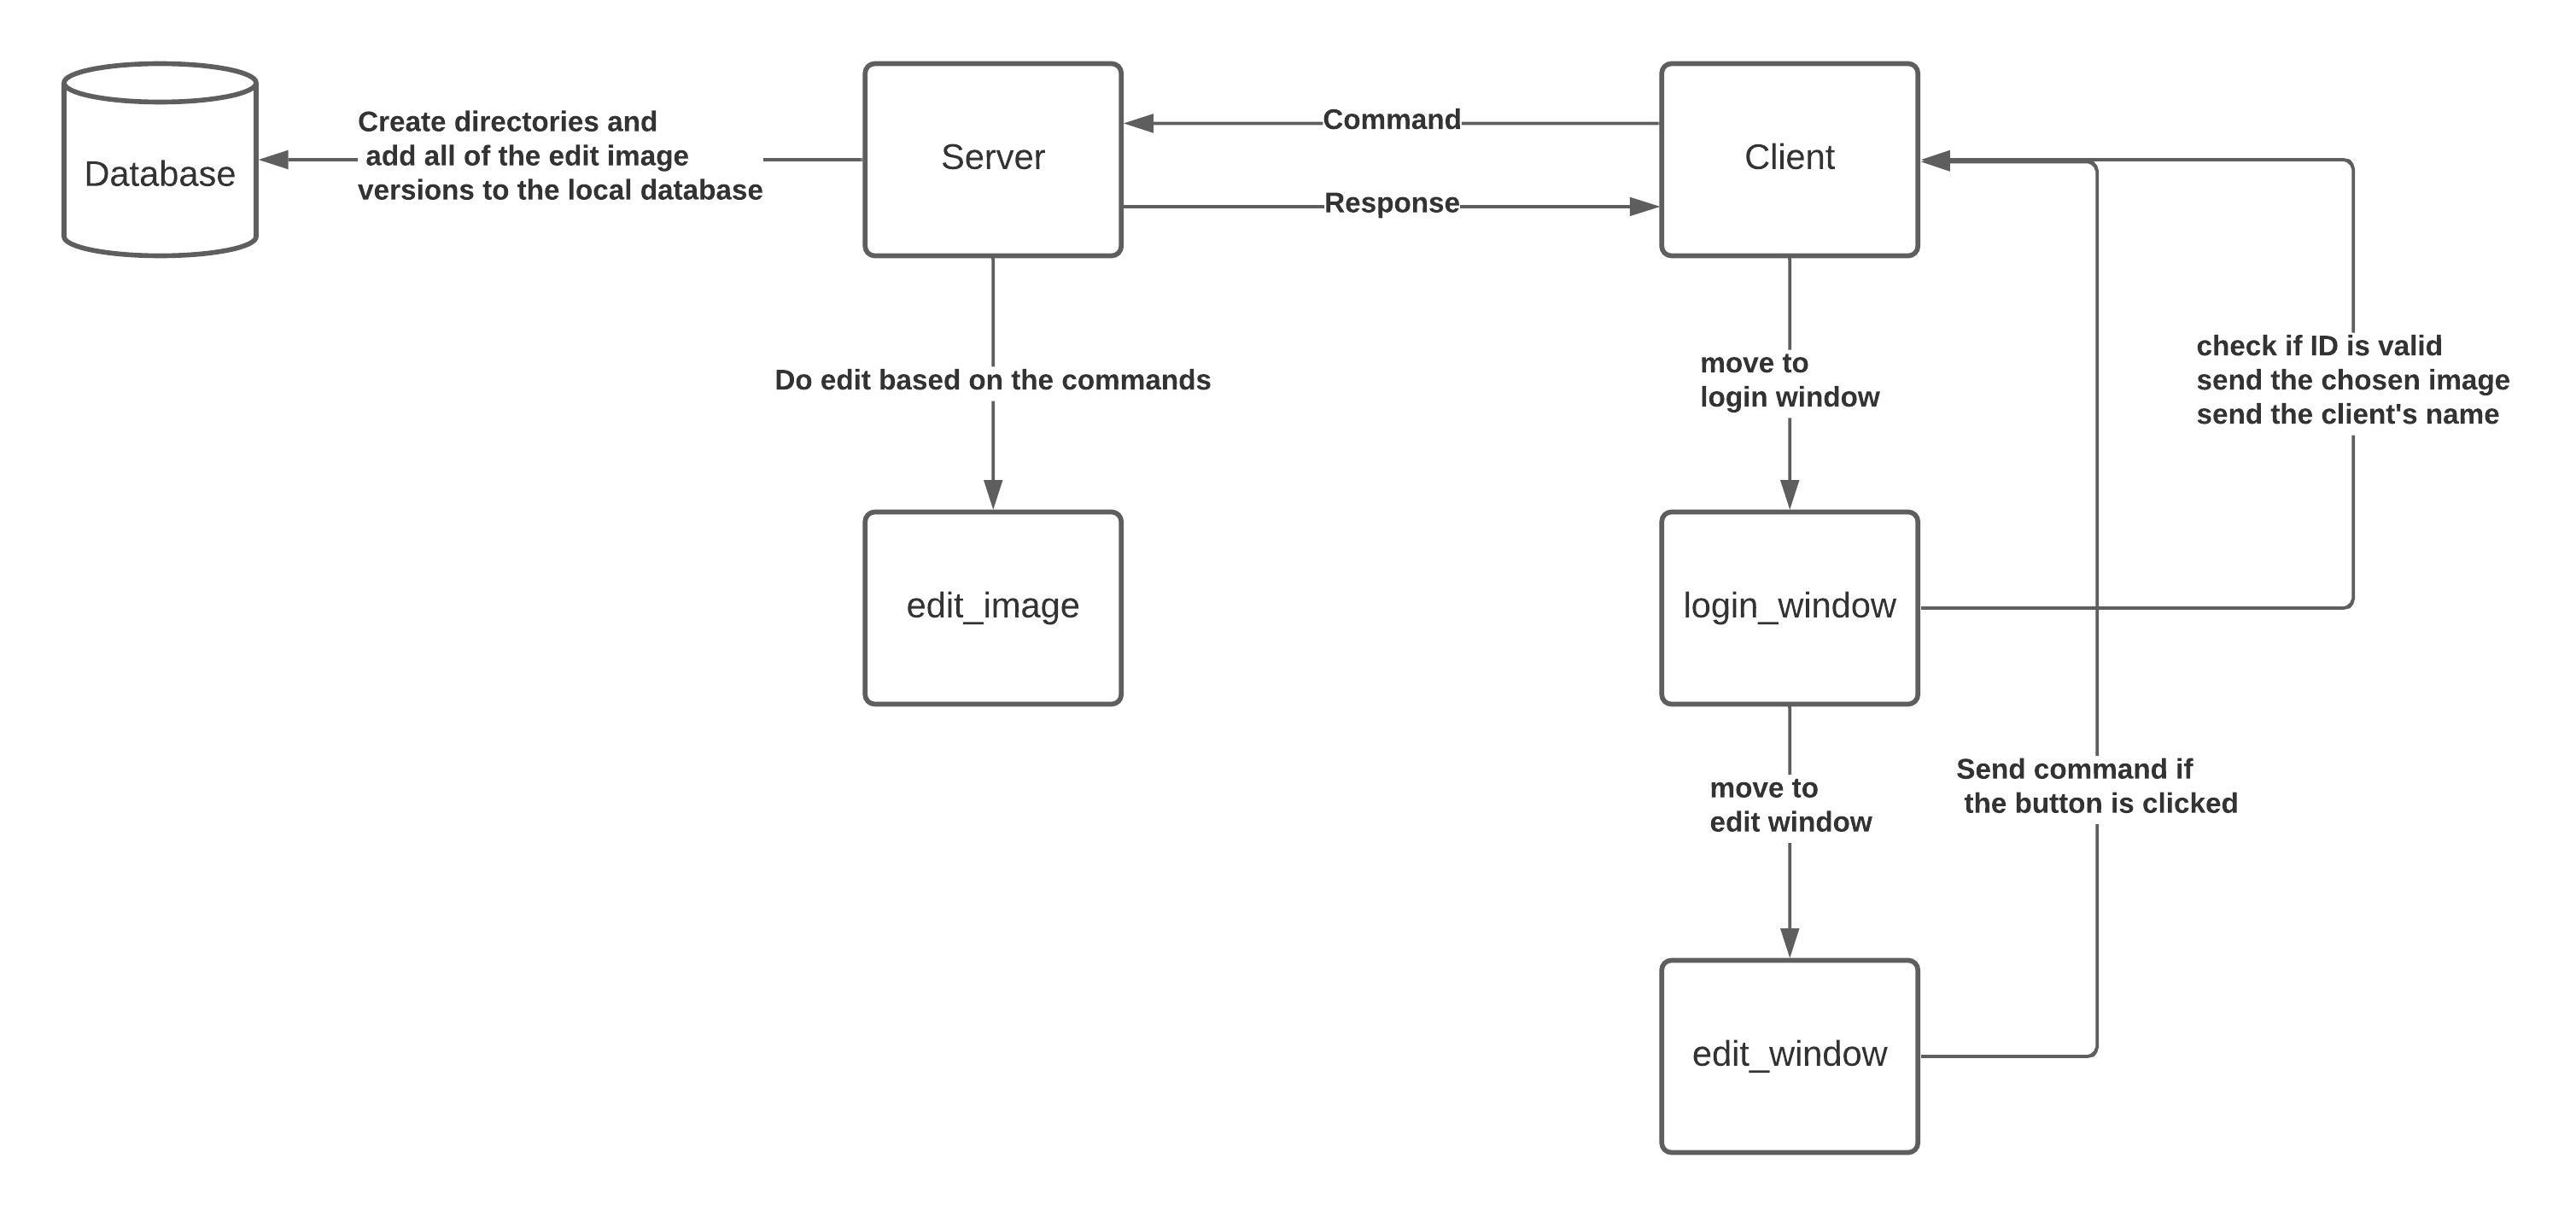 Database
Create directories and
add all of the edit image
versions to the local database
Server
Command
Response
Client
Do edit based on the commands
move to
login window
check if ID is valid
send the chosen image
send the client's name
edit_image
login_window
move to
edit window
Send command if
the button is clicked
edit_window